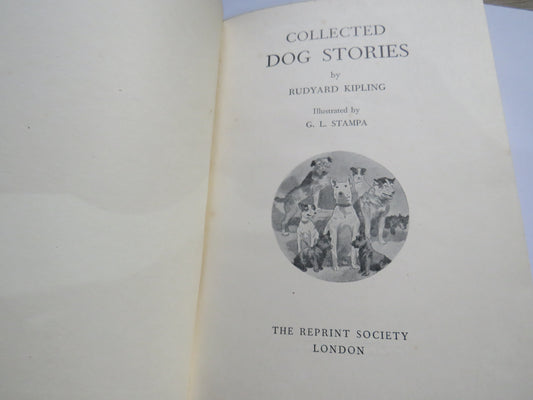 COLLECTED
DOG STORIES
by
RUDYARD KIPLING
Illustrated by
G. L. STAMPA
THE REPRINT SOCIETY
LONDON